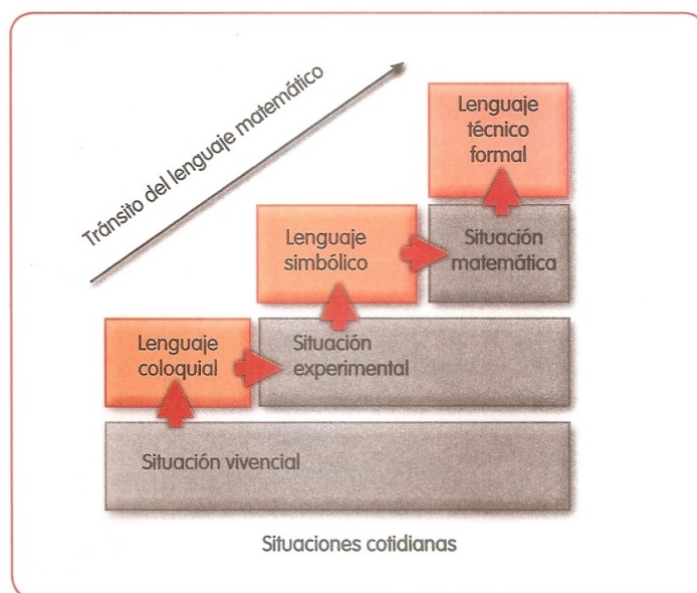 Tránsito del lenguaje matemático
Lenguaje
técnico
formal
Lenguaje
simbólico
Situación
matemática
Lenguaje
coloquial
Situación
experimental
Situación vivencial
Situaciones cotidianas